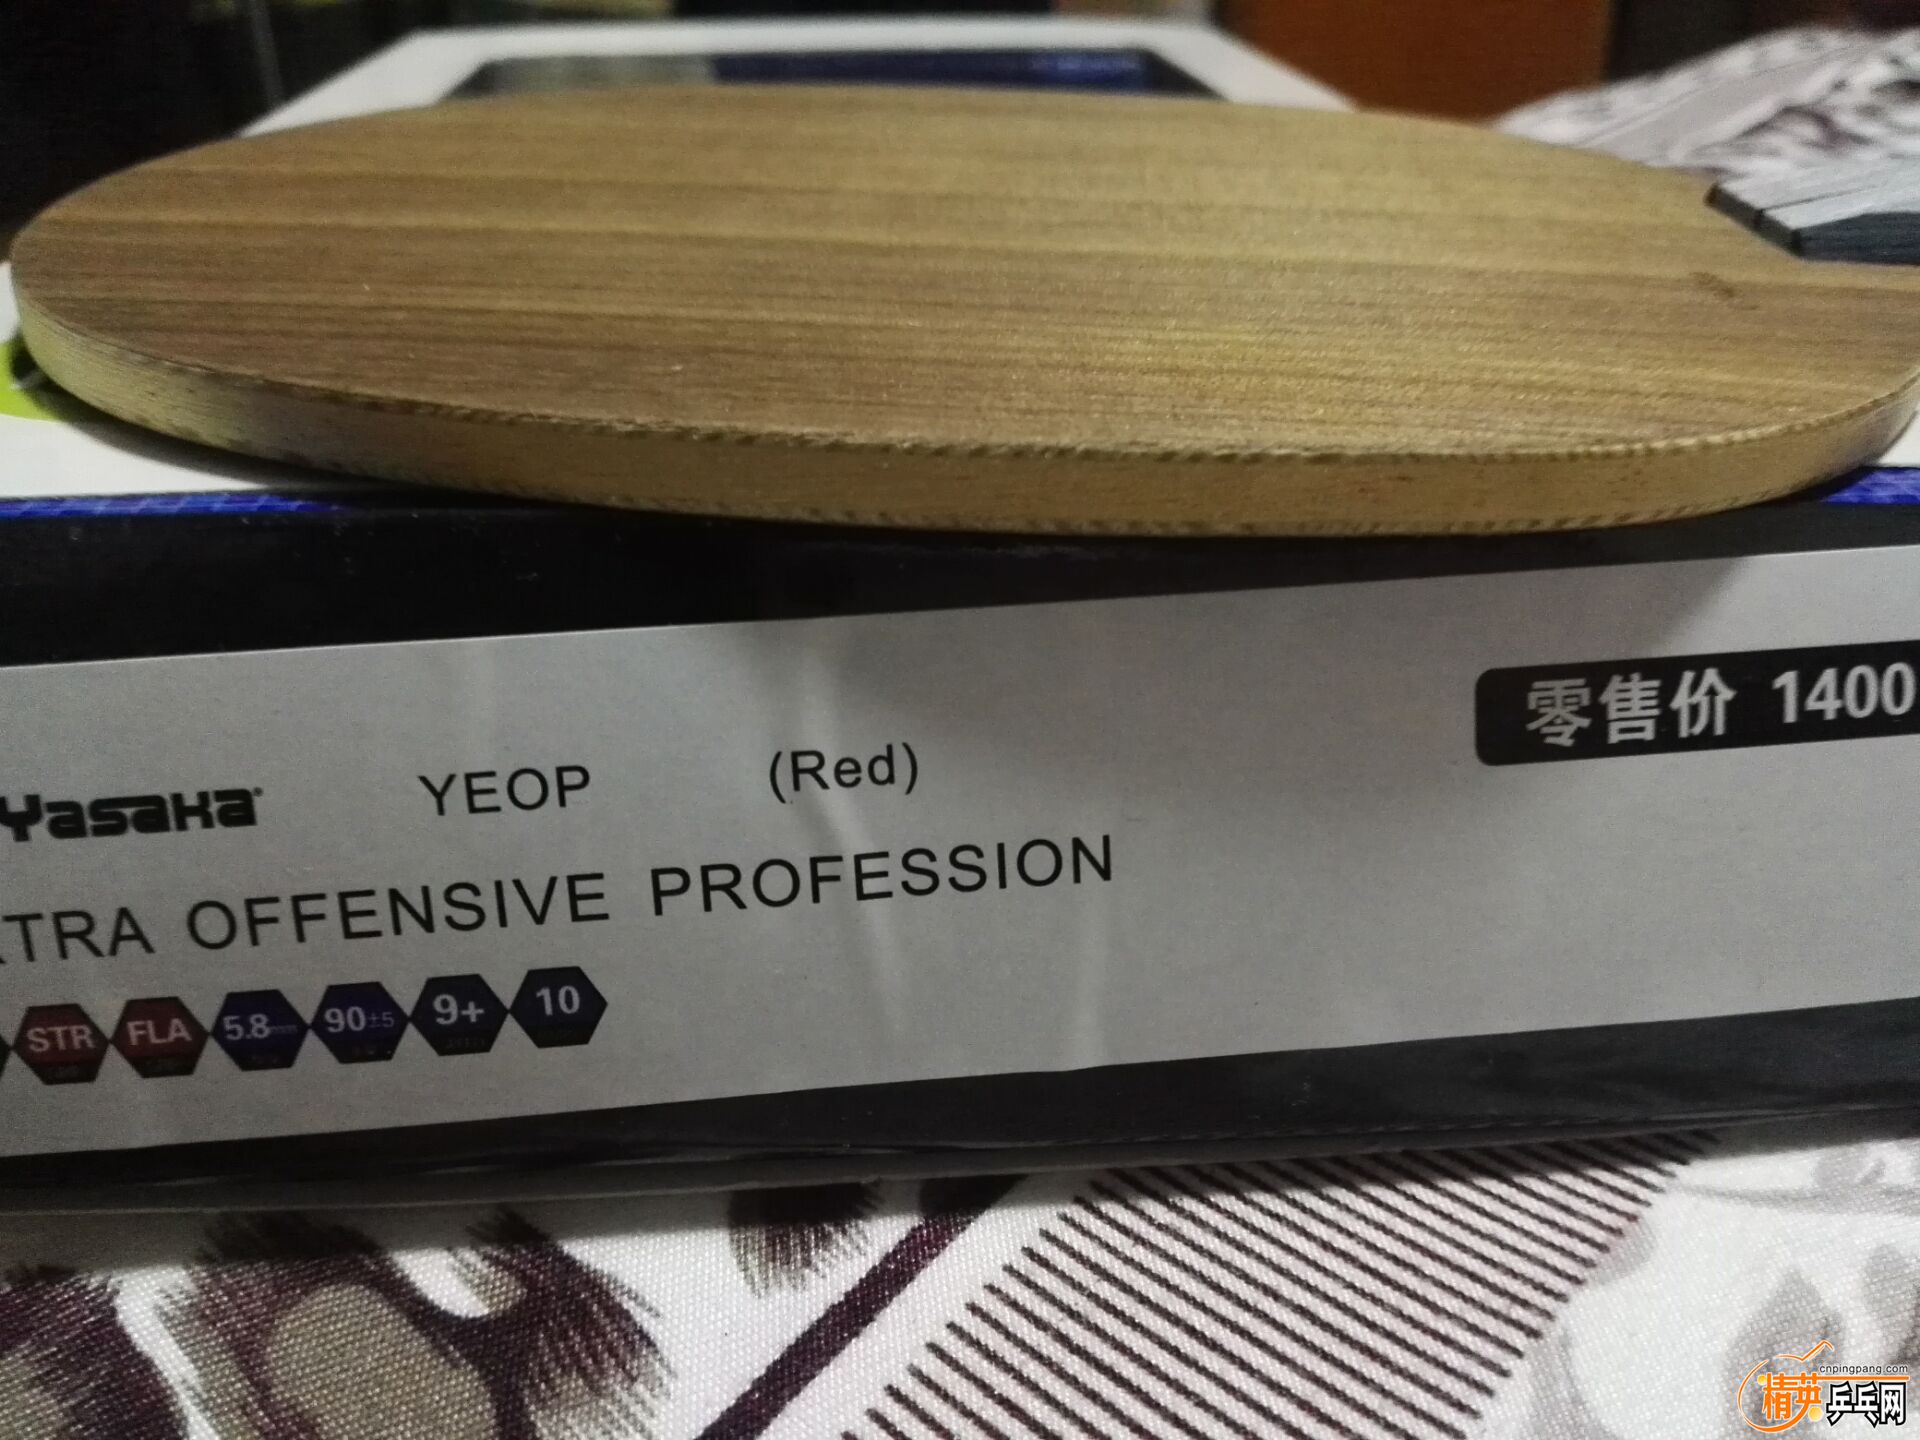 零售价 1400
Yasaka YEOP (Red)
TRA OFFENSIVE PROFESSION
STR FLA 5.8mm 90±5 9+ 10
cnpingpang.com
精英乒乓网